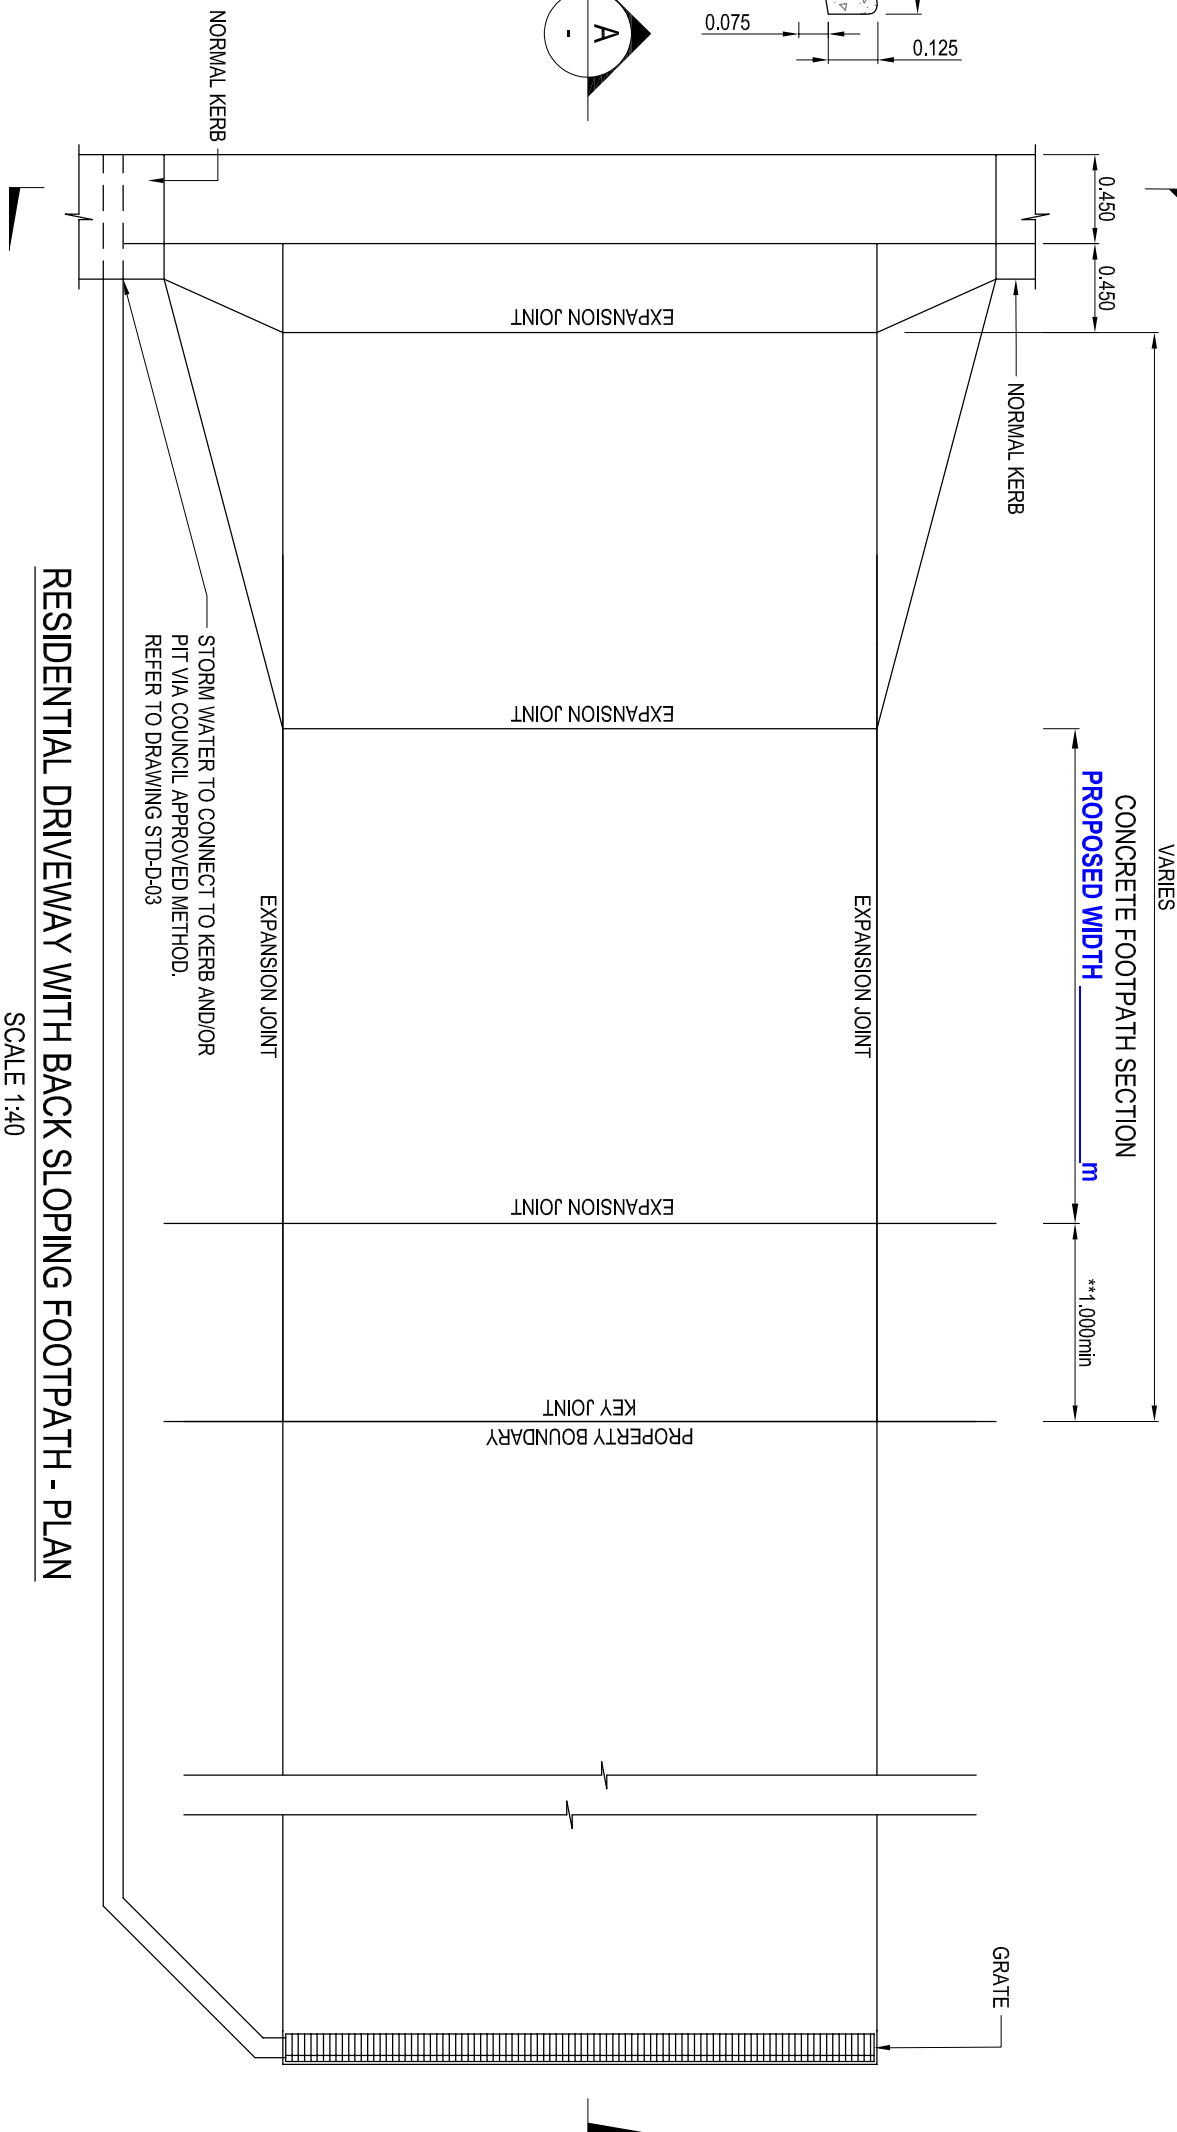 0.075
0.125
A
-
NORMAL KERB
0.450
0.450
NORMAL KERB
VARIES
CONCRETE FOOTPATH SECTION
PROPOSED WIDTH ________ m
**1.000min
EXPANSION JOINT
EXPANSION JOINT
EXPANSION JOINT
EXPANSION JOINT
EXPANSION JOINT
KEY JOINT
PROPERTY BOUNDARY
GRATE
STORM WATER TO CONNECT TO KERB AND/OR
PIT VIA COUNCIL APPROVED METHOD.
REFER TO DRAWING STD-D-03
RESIDENTIAL DRIVEWAY WITH BACK SLOPING FOOTPATH - PLAN
SCALE 1:40